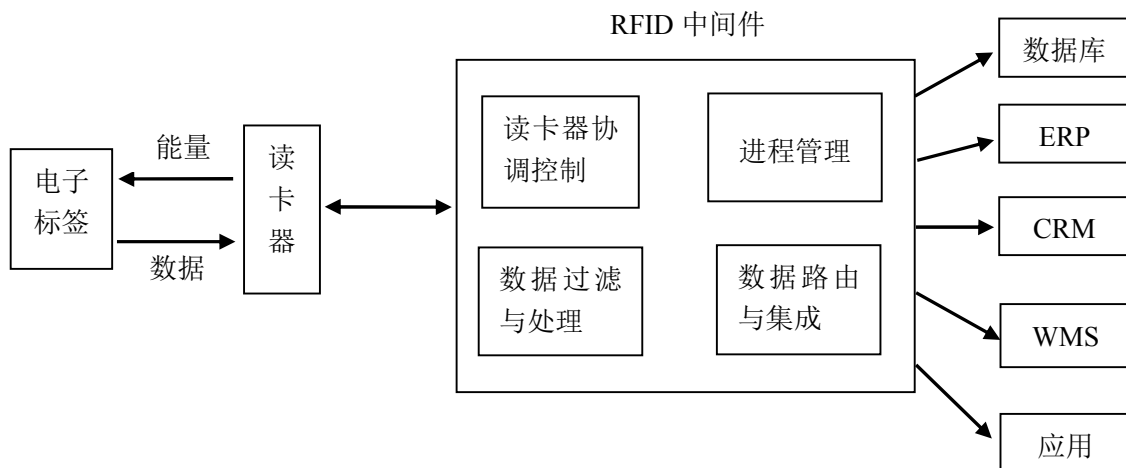 RFID 中间件
电子
标签
能量
数据
读
卡
器
读卡器协
调控制
进程管理
数据过滤
与处理
数据路由
与集成
数据库
ERP
CRM
WMS
应用